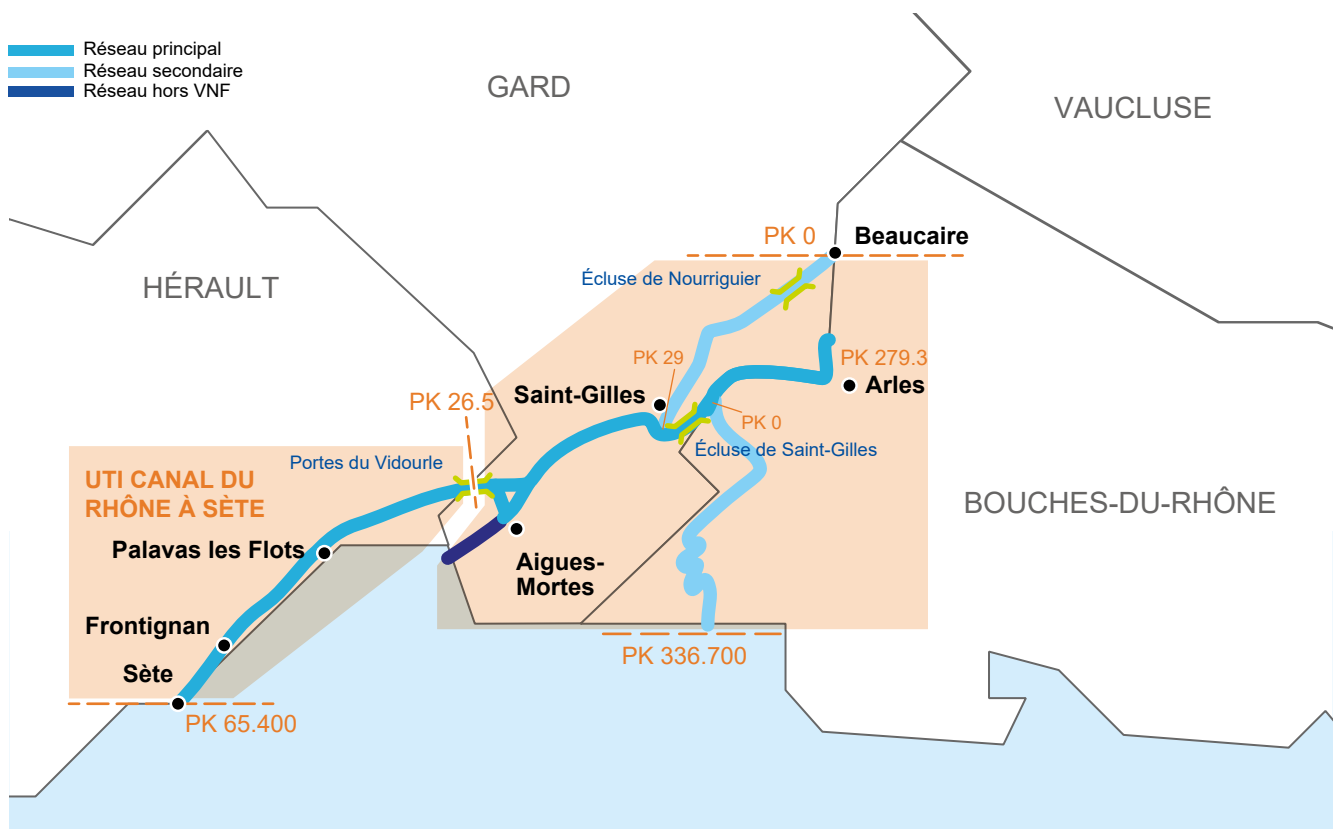 Réseau principal
Réseau secondaire
Réseau hors VNF
GARD
VAUCLUSE
PK 0
Beaucaire
Écluse de Nourriguier
HÉRAULT
PK 29
PK 279.3
Arles
Saint-Gilles
PK 26.5
PK 0
Écluse de Saint-Gilles
Portes du Vidourle
UTI CANAL DU
RHÔNE À SÈTE
BOUCHES-DU-RHÔNE
Palavas les Flots
Aigues-
Mortes
Frontignan
PK 336.700
Sète
PK 65.400